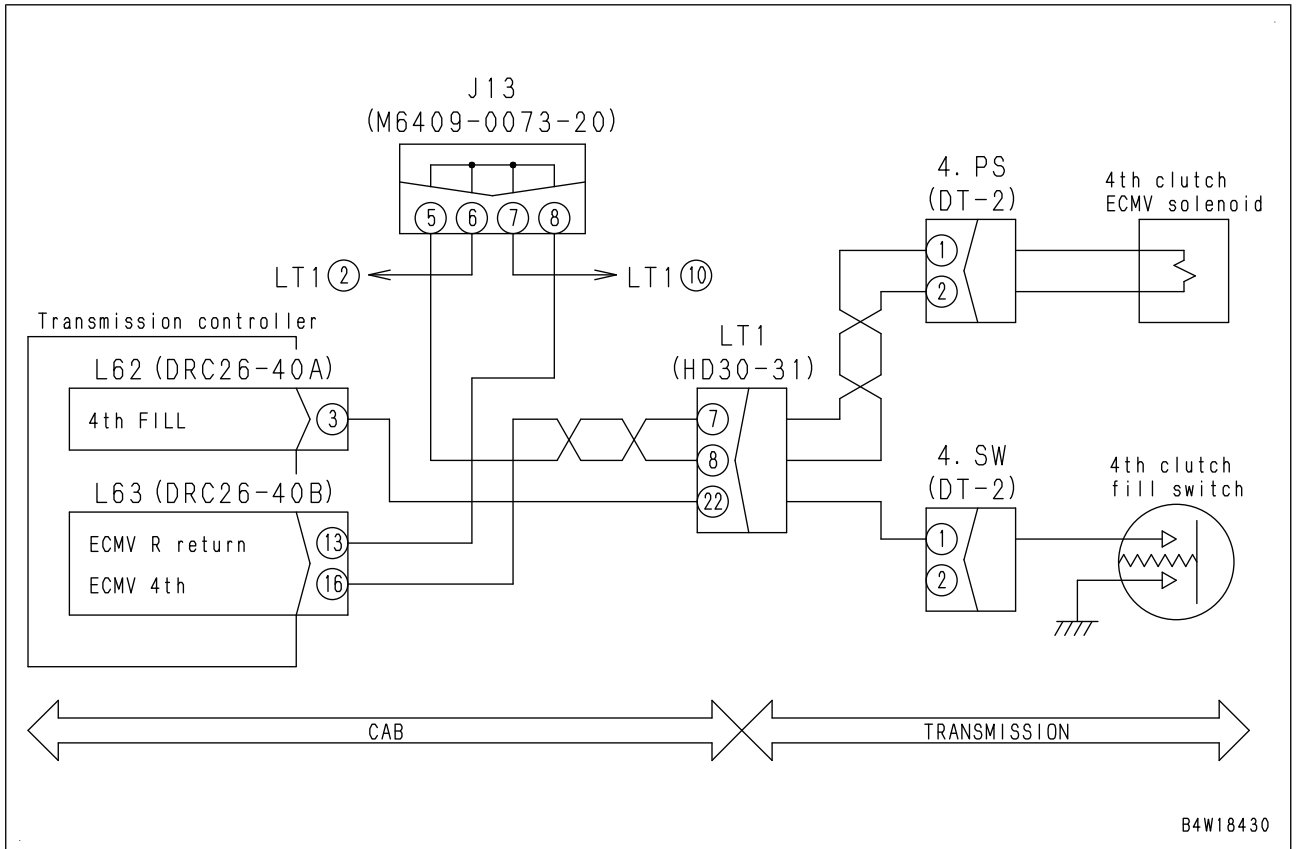 J13
(M6409-0073-20)
5 6 7 8
LT1 2
LT1 10
Transmission controller
L62 (DRC26-40A)
4th FILL
3
L63 (DRC26-40B)
ECMV R return
13
ECMV 4th
16
LT1
(HD30-31)
7
8
22
4. PS
(DT-2)
1
2
4th clutch
ECMV solenoid
4. SW
(DT-2)
1
2
4th clutch
fill switch
CAB
TRANSMISSION
B4W18430